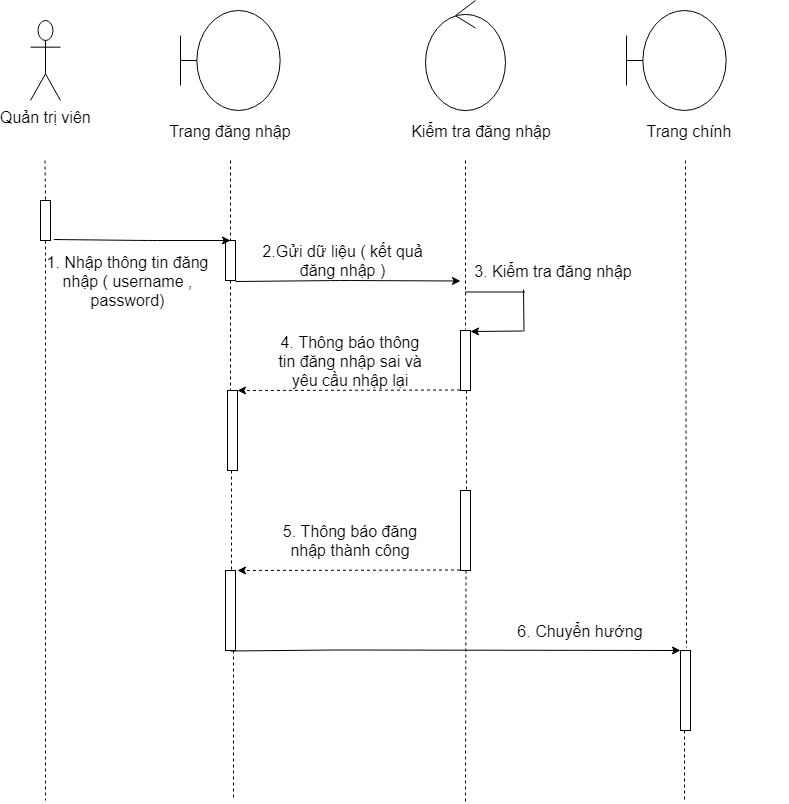 Quản trị viên
Trang đăng nhập
Kiểm tra đăng nhập
Trang chính
1. Nhập thông tin đăng
nhập ( username ,
password)
2.Gửi dữ liệu ( kết quả
đăng nhập )
3. Kiểm tra đăng nhập
4. Thông báo thông
tin đăng nhập sai và
yêu cầu nhập lại
5. Thông báo đăng
nhập thành công
6. Chuyển hướng